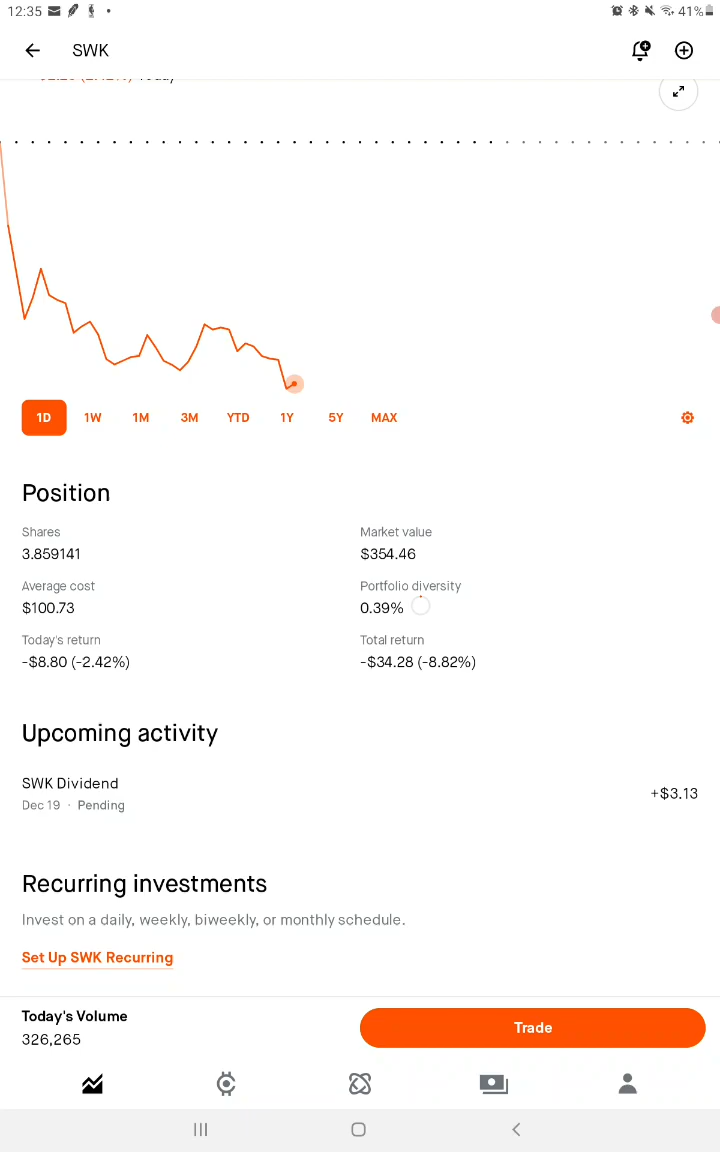 12:35
41%
SWK
Today
1D 1W 1M 3M YTD 1Y 5Y MAX
Position
Shares
3.859141
Market value
$354.46
Average cost
$100.73
Portfolio diversity
0.39%
Today's return
-$8.80 (-2.42%)
Total return
-$34.28 (-8.82%)
Upcoming activity
SWK Dividend
Dec 19 · Pending
+$3.13
Recurring investments
Invest on a daily, weekly, biweekly, or monthly schedule.
Set Up SWK Recurring
Today's Volume
326,265
Trade